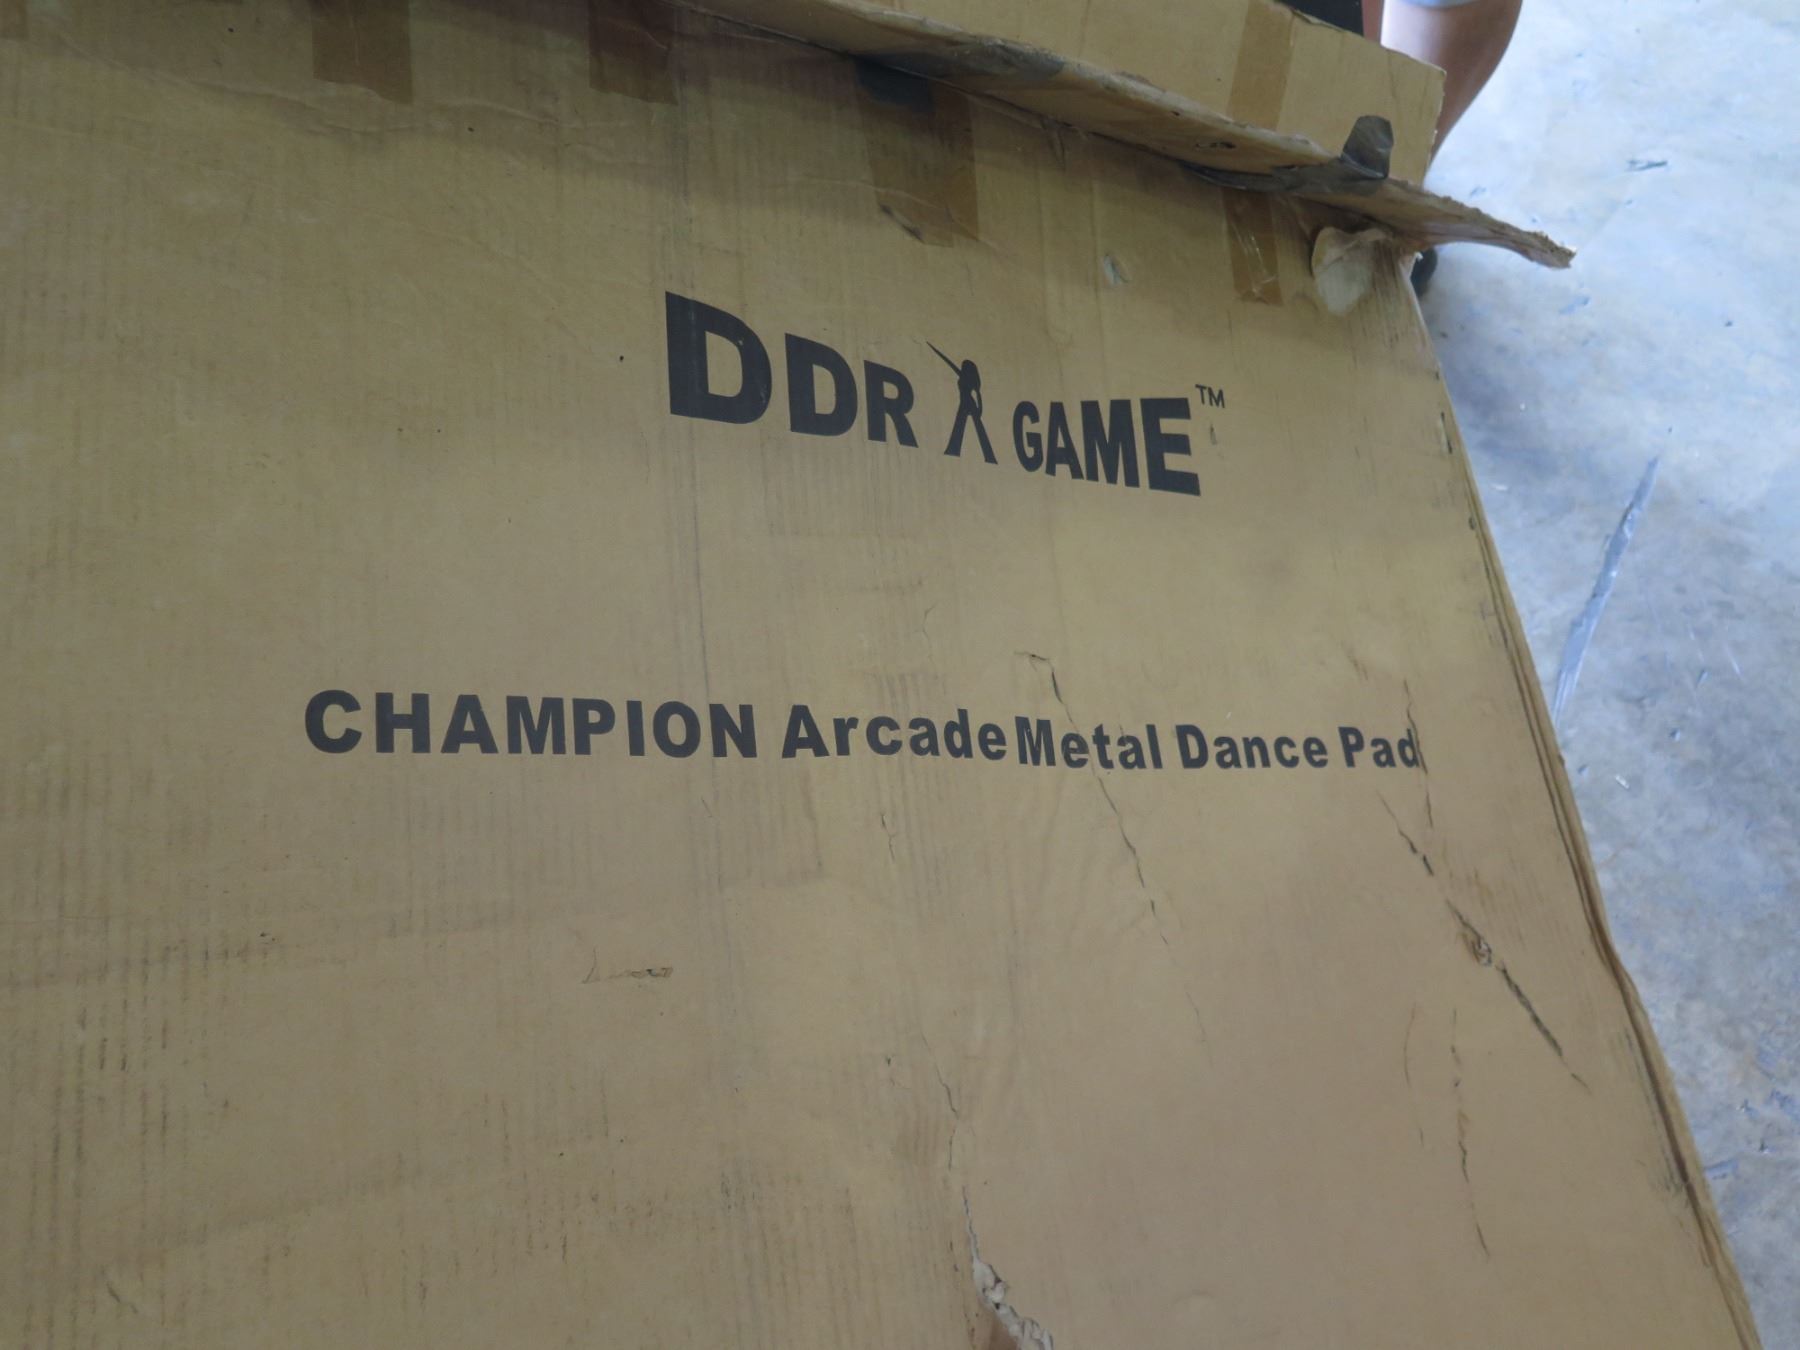 DDR GAME™
CHAMPION Arcade Metal Dance Pad